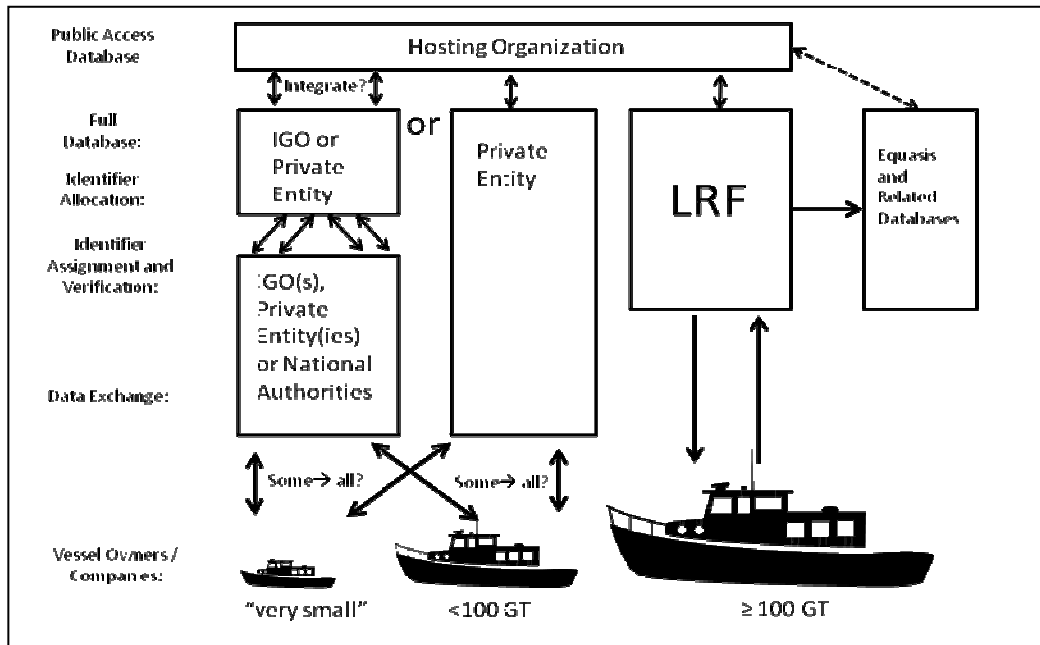 Public Access
Database
Hosting Organization
Integrate?
Full
Database:
Identifier
Allocation:
IGO or
Private
Entity
or
Private
Entity
LRF
Equasis
and
Related
Databases
Identifier
Assignment and
Verification:
IGO(s),
Private
Entity(ies)
or National
Authorities
Data Exchange:
Some→ all?
Some→ all?
Vessel Owners /
Companies:
"very small"
<100 GT
≥ 100 GT